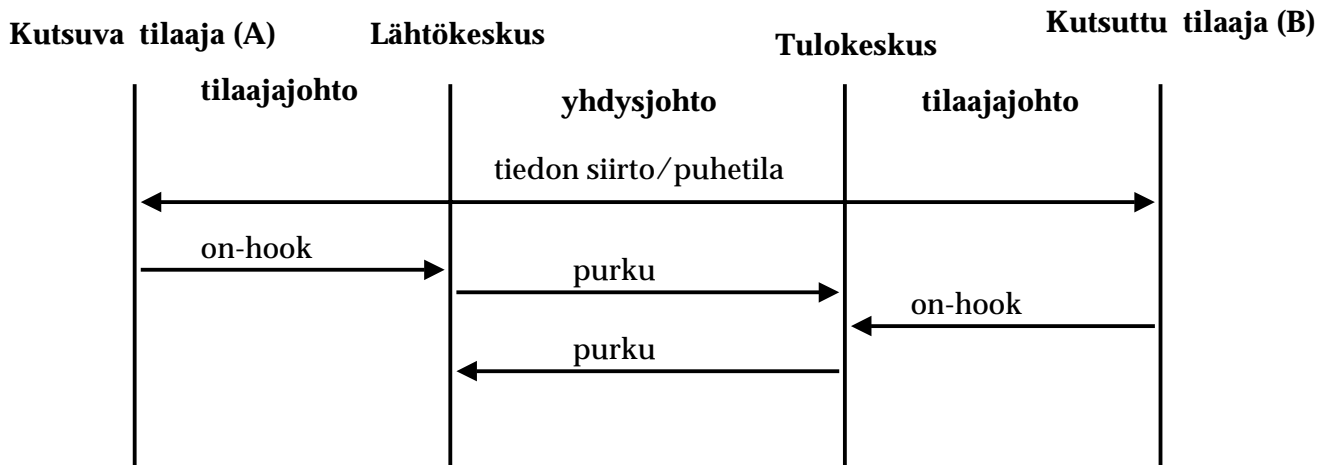 Kutsuva tilaaja (A)
Lähtökeskus
Tulokeskus
Kutsuttu tilaaja (B)
tilaajajohto
yhdysjohto
tilaajajohto
tiedon siirto/puhetila
on-hook
purku
on-hook
purku